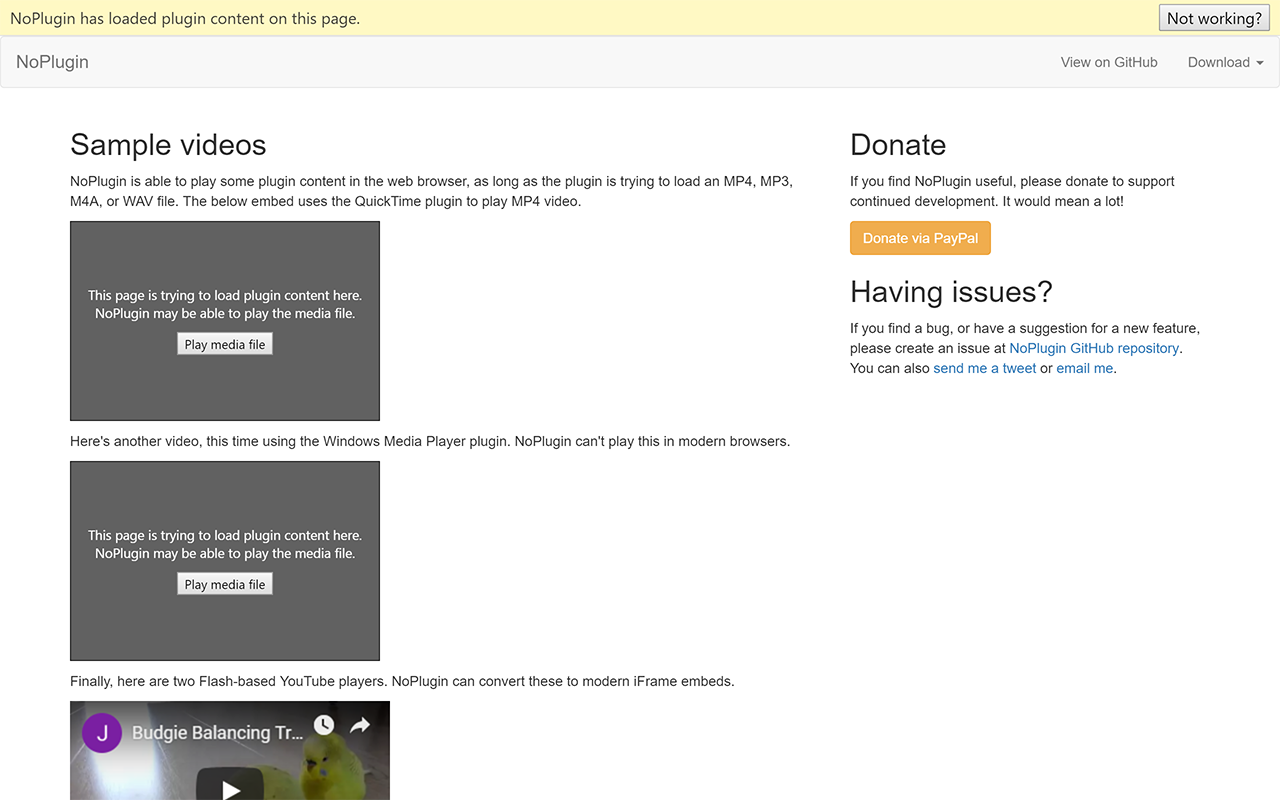 NoPlugin has loaded plugin content on this page.
Not working?
NoPlugin
View on GitHub
Download
Sample videos
NoPlugin is able to play some plugin content in the web browser, as long as the plugin is trying to load an MP4, MP3,
M4A, or WAV file. The below embed uses the QuickTime plugin to play MP4 video.
This page is trying to load plugin content here.
NoPlugin may be able to play the media file.
Play media file
Here's another video, this time using the Windows Media Player plugin. NoPlugin can't play this in modern browsers.
This page is trying to load plugin content here.
NoPlugin may be able to play the media file.
Play media file
Finally, here are two Flash-based YouTube players. NoPlugin can convert these to modern iFrame embeds.
J
Budgie Balancing Tr...
Donate
If you find NoPlugin useful, please donate to support
continued development. It would mean a lot!
Donate via PayPal
Having issues?
If you find a bug, or have a suggestion for a new feature,
please create an issue at NoPlugin GitHub repository.
You can also send me a tweet or email me.